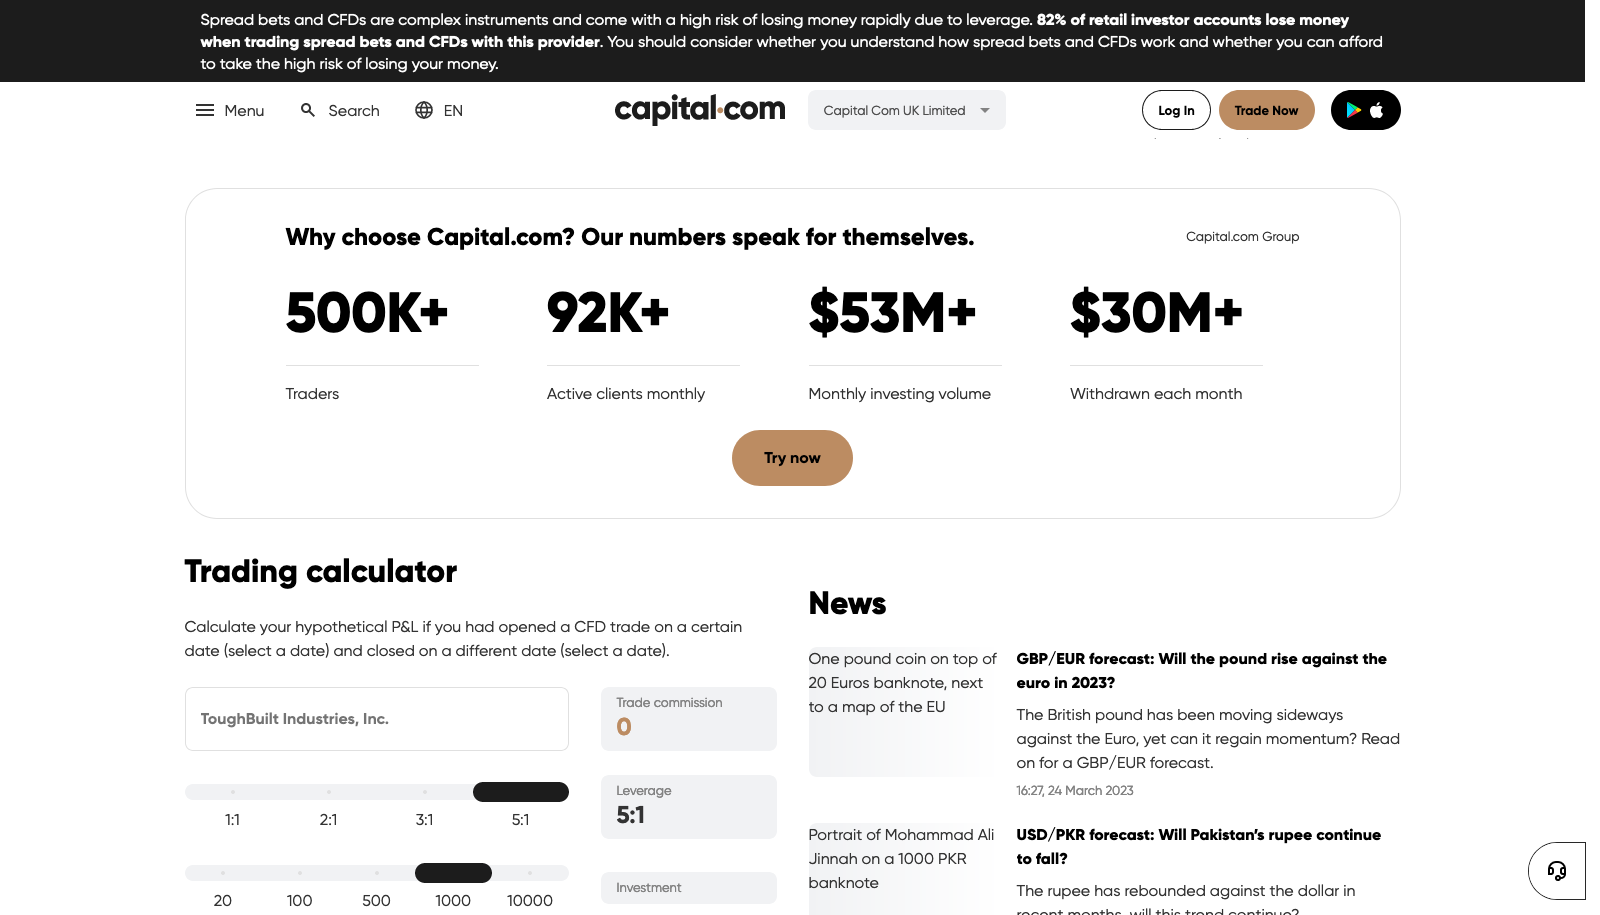 Spread bets and CFDs are complex instruments and come with a high risk of losing money rapidly due to leverage. 82% of retail investor accounts lose money
when trading spread bets and CFDs with this provider. You should consider whether you understand how spread bets and CFDs work and whether you can afford
to take the high risk of losing your money.
Menu
Search
EN
capital.com
Capital Com UK Limited
Log In
Trade Now
Why choose Capital.com? Our numbers speak for themselves.
Capital.com Group
500K+
92K+
$53M+
$30M+
Traders
Active clients monthly
Monthly investing volume
Withdrawn each month
Try now
Trading calculator
Calculate your hypothetical P&L if you had opened a CFD trade on a certain
date (select a date) and closed on a different date (select a date).
ToughBuilt Industries, Inc.
Trade commission
0
1:1
2:1
3:1
5:1
Leverage
5:1
20
100
500
1000
10000
Investment
News
One pound coin on top of
20 Euros banknote, next
to a map of the EU
GBP/EUR forecast: Will the pound rise against the
euro in 2023?
The British pound has been moving sideways
against the Euro, yet can it regain momentum? Read
on for a GBP/EUR forecast.
16:27, 24 March 2023
Portrait of Mohammad Ali
Jinnah on a 1000 PKR
banknote
USD/PKR forecast: Will Pakistan's rupee continue
to fall?
The rupee has rebounded against the dollar in
recent months, will this trend continue?